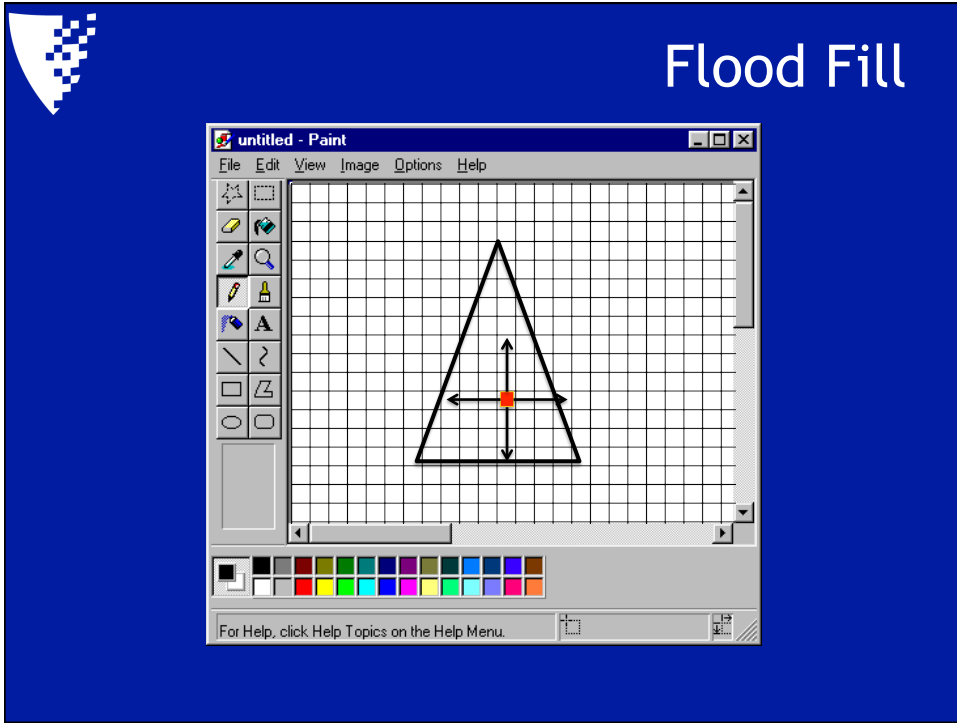 Flood Fill
untitled - Paint
File Edit View Image Options Help
A
For Help, click Help Topics on the Help Menu.